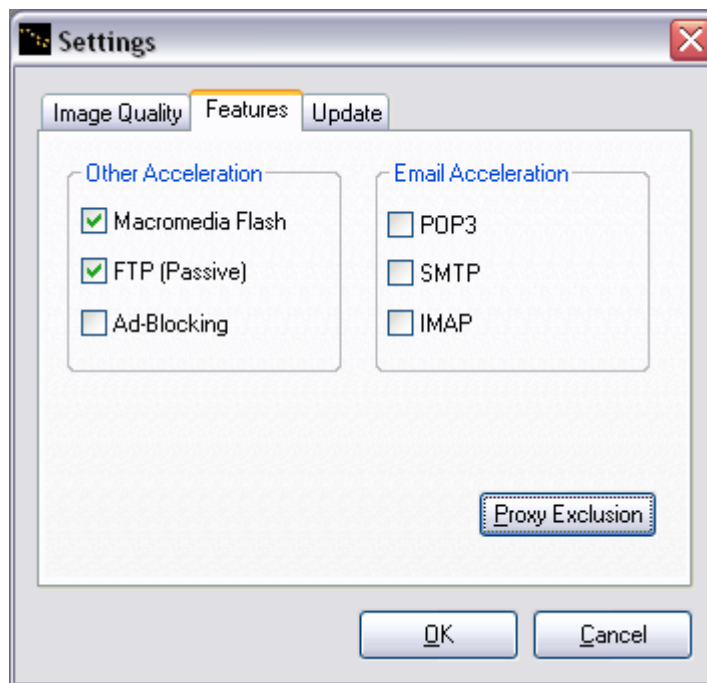 Settings
Image Quality Features Update
Other Acceleration
Macromedia Flash
FTP (Passive)
Ad-Blocking
Email Acceleration
POP3
SMTP
IMAP
Proxy Exclusion
OK Cancel